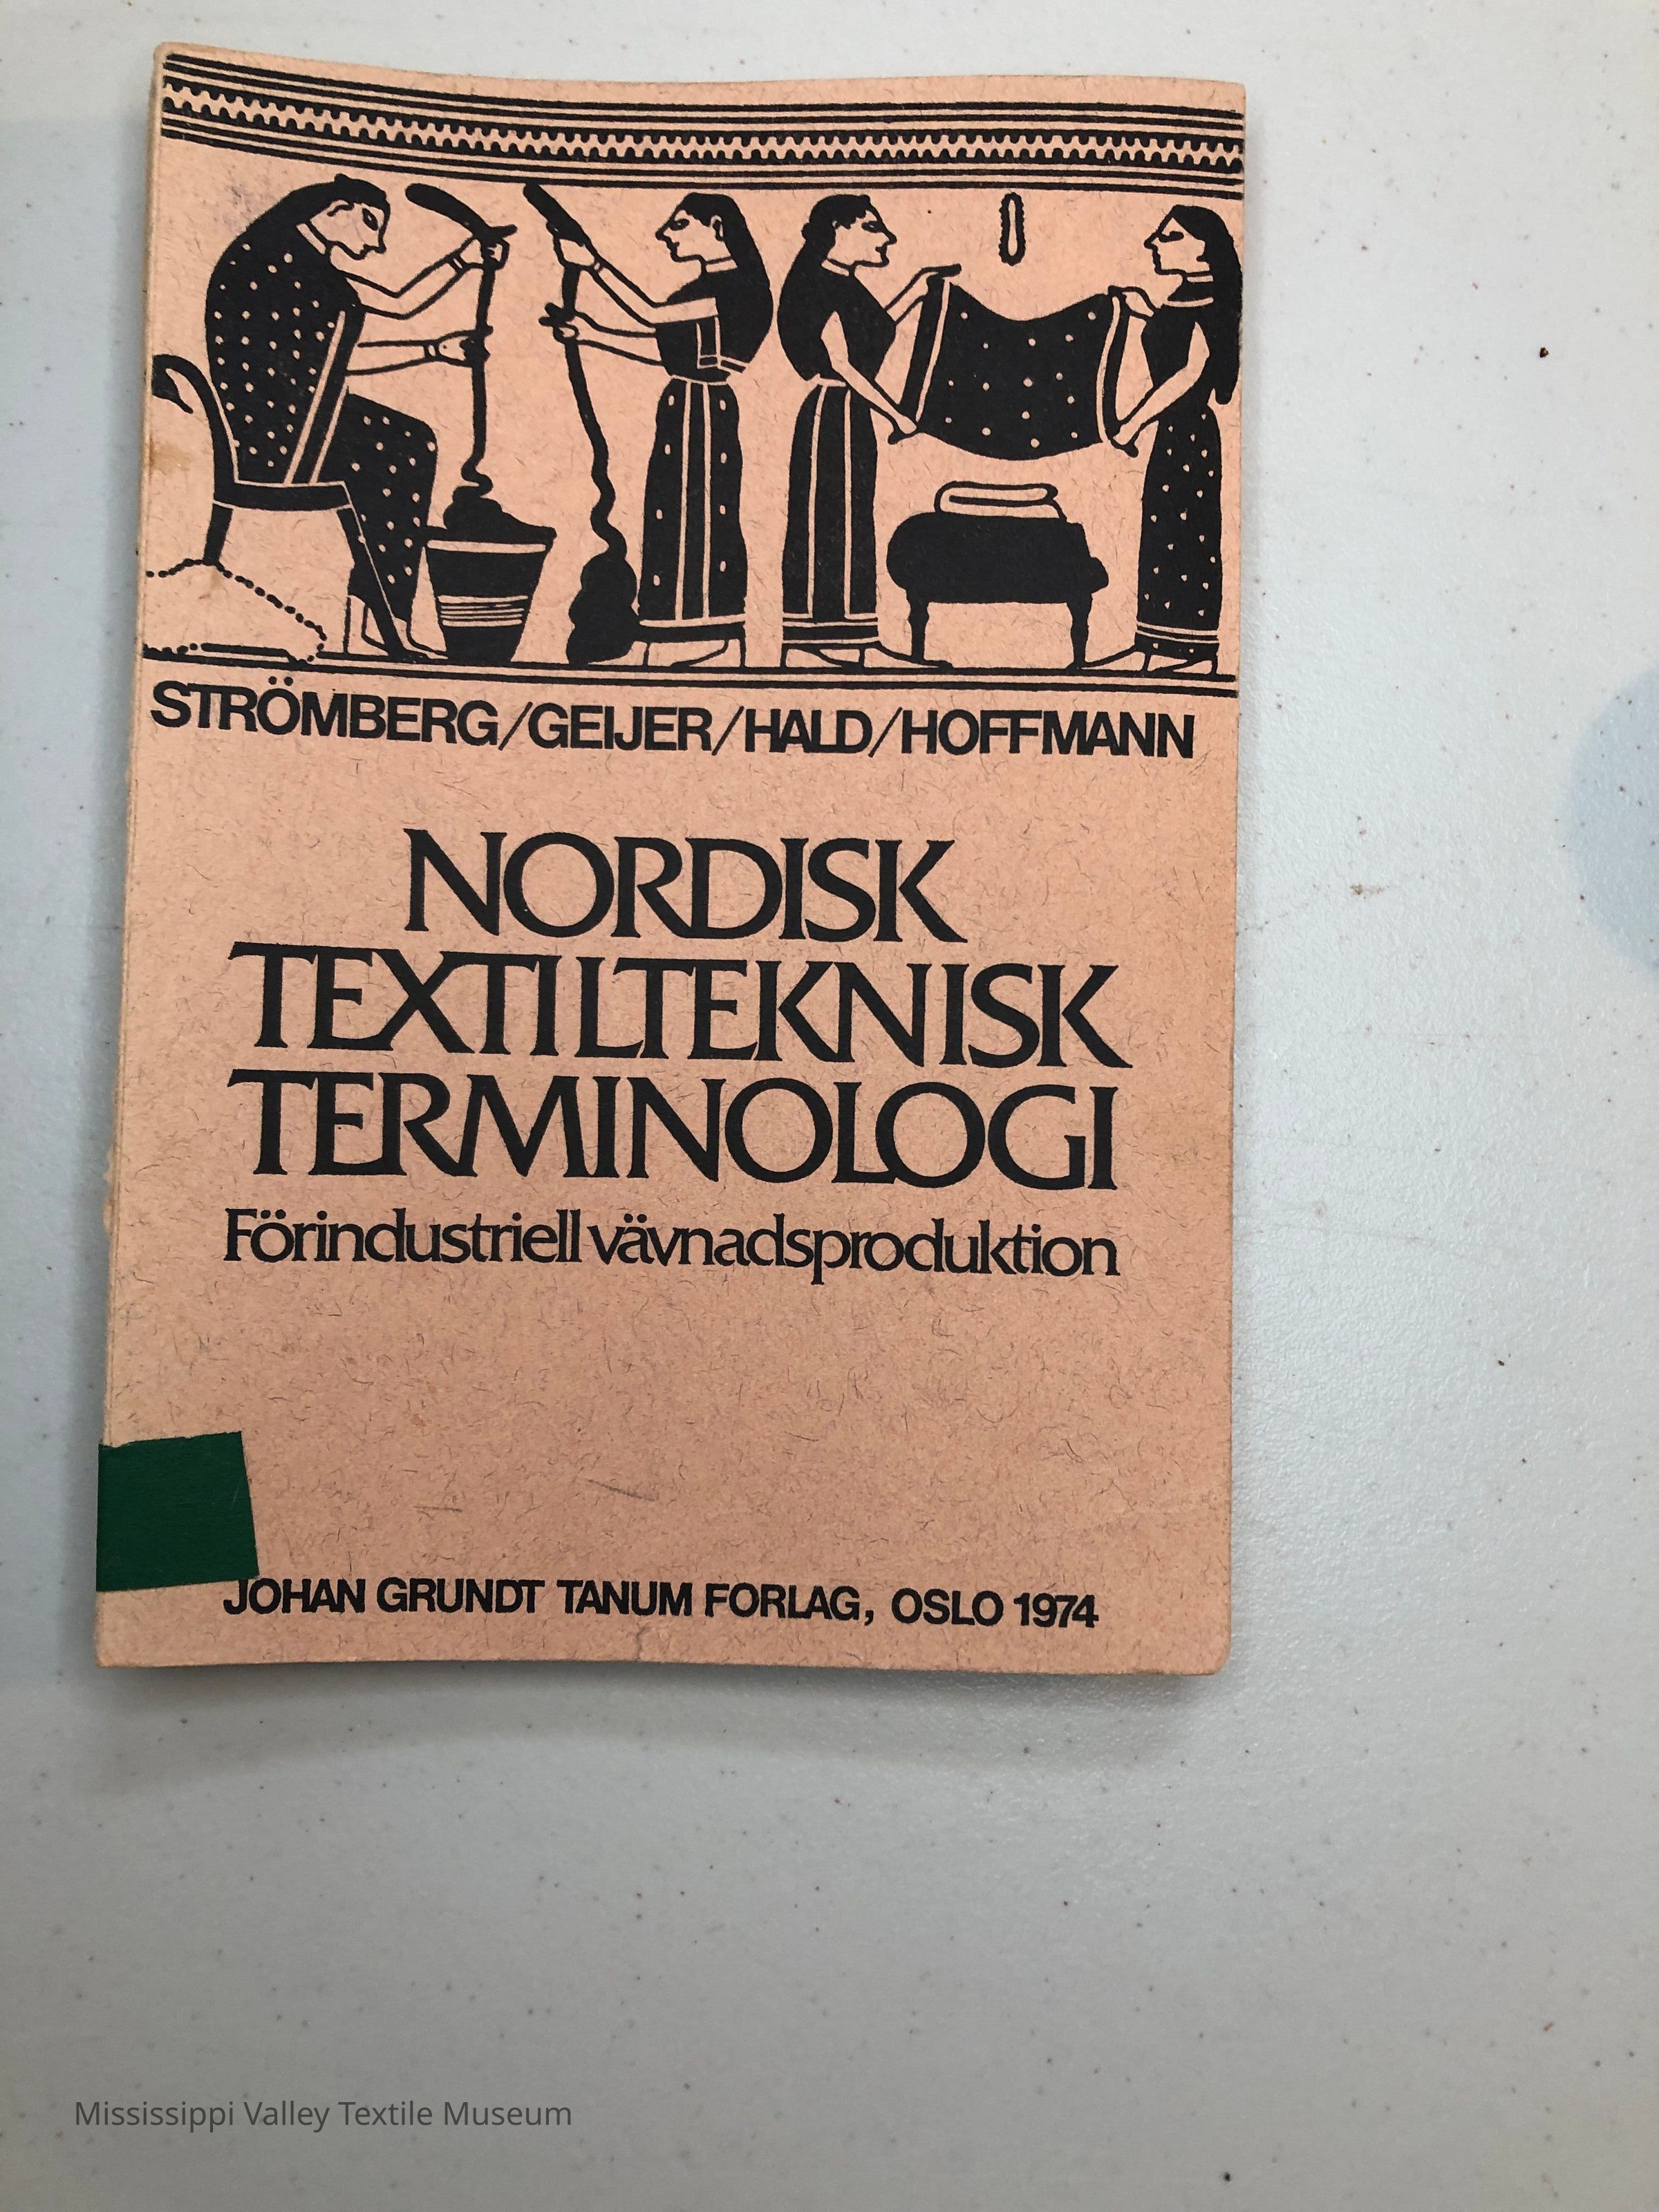 STRÖMBERG/GEIJER/HALD/HOFFMANN
NORDISK
TEXTILTEKNISK
TERMINOLOGI
Förindustriell vävnadsproduktion
JOHAN GRUNDT TANUM FORLAG, OSLO 1974
Mississippi Valley Textile Museum